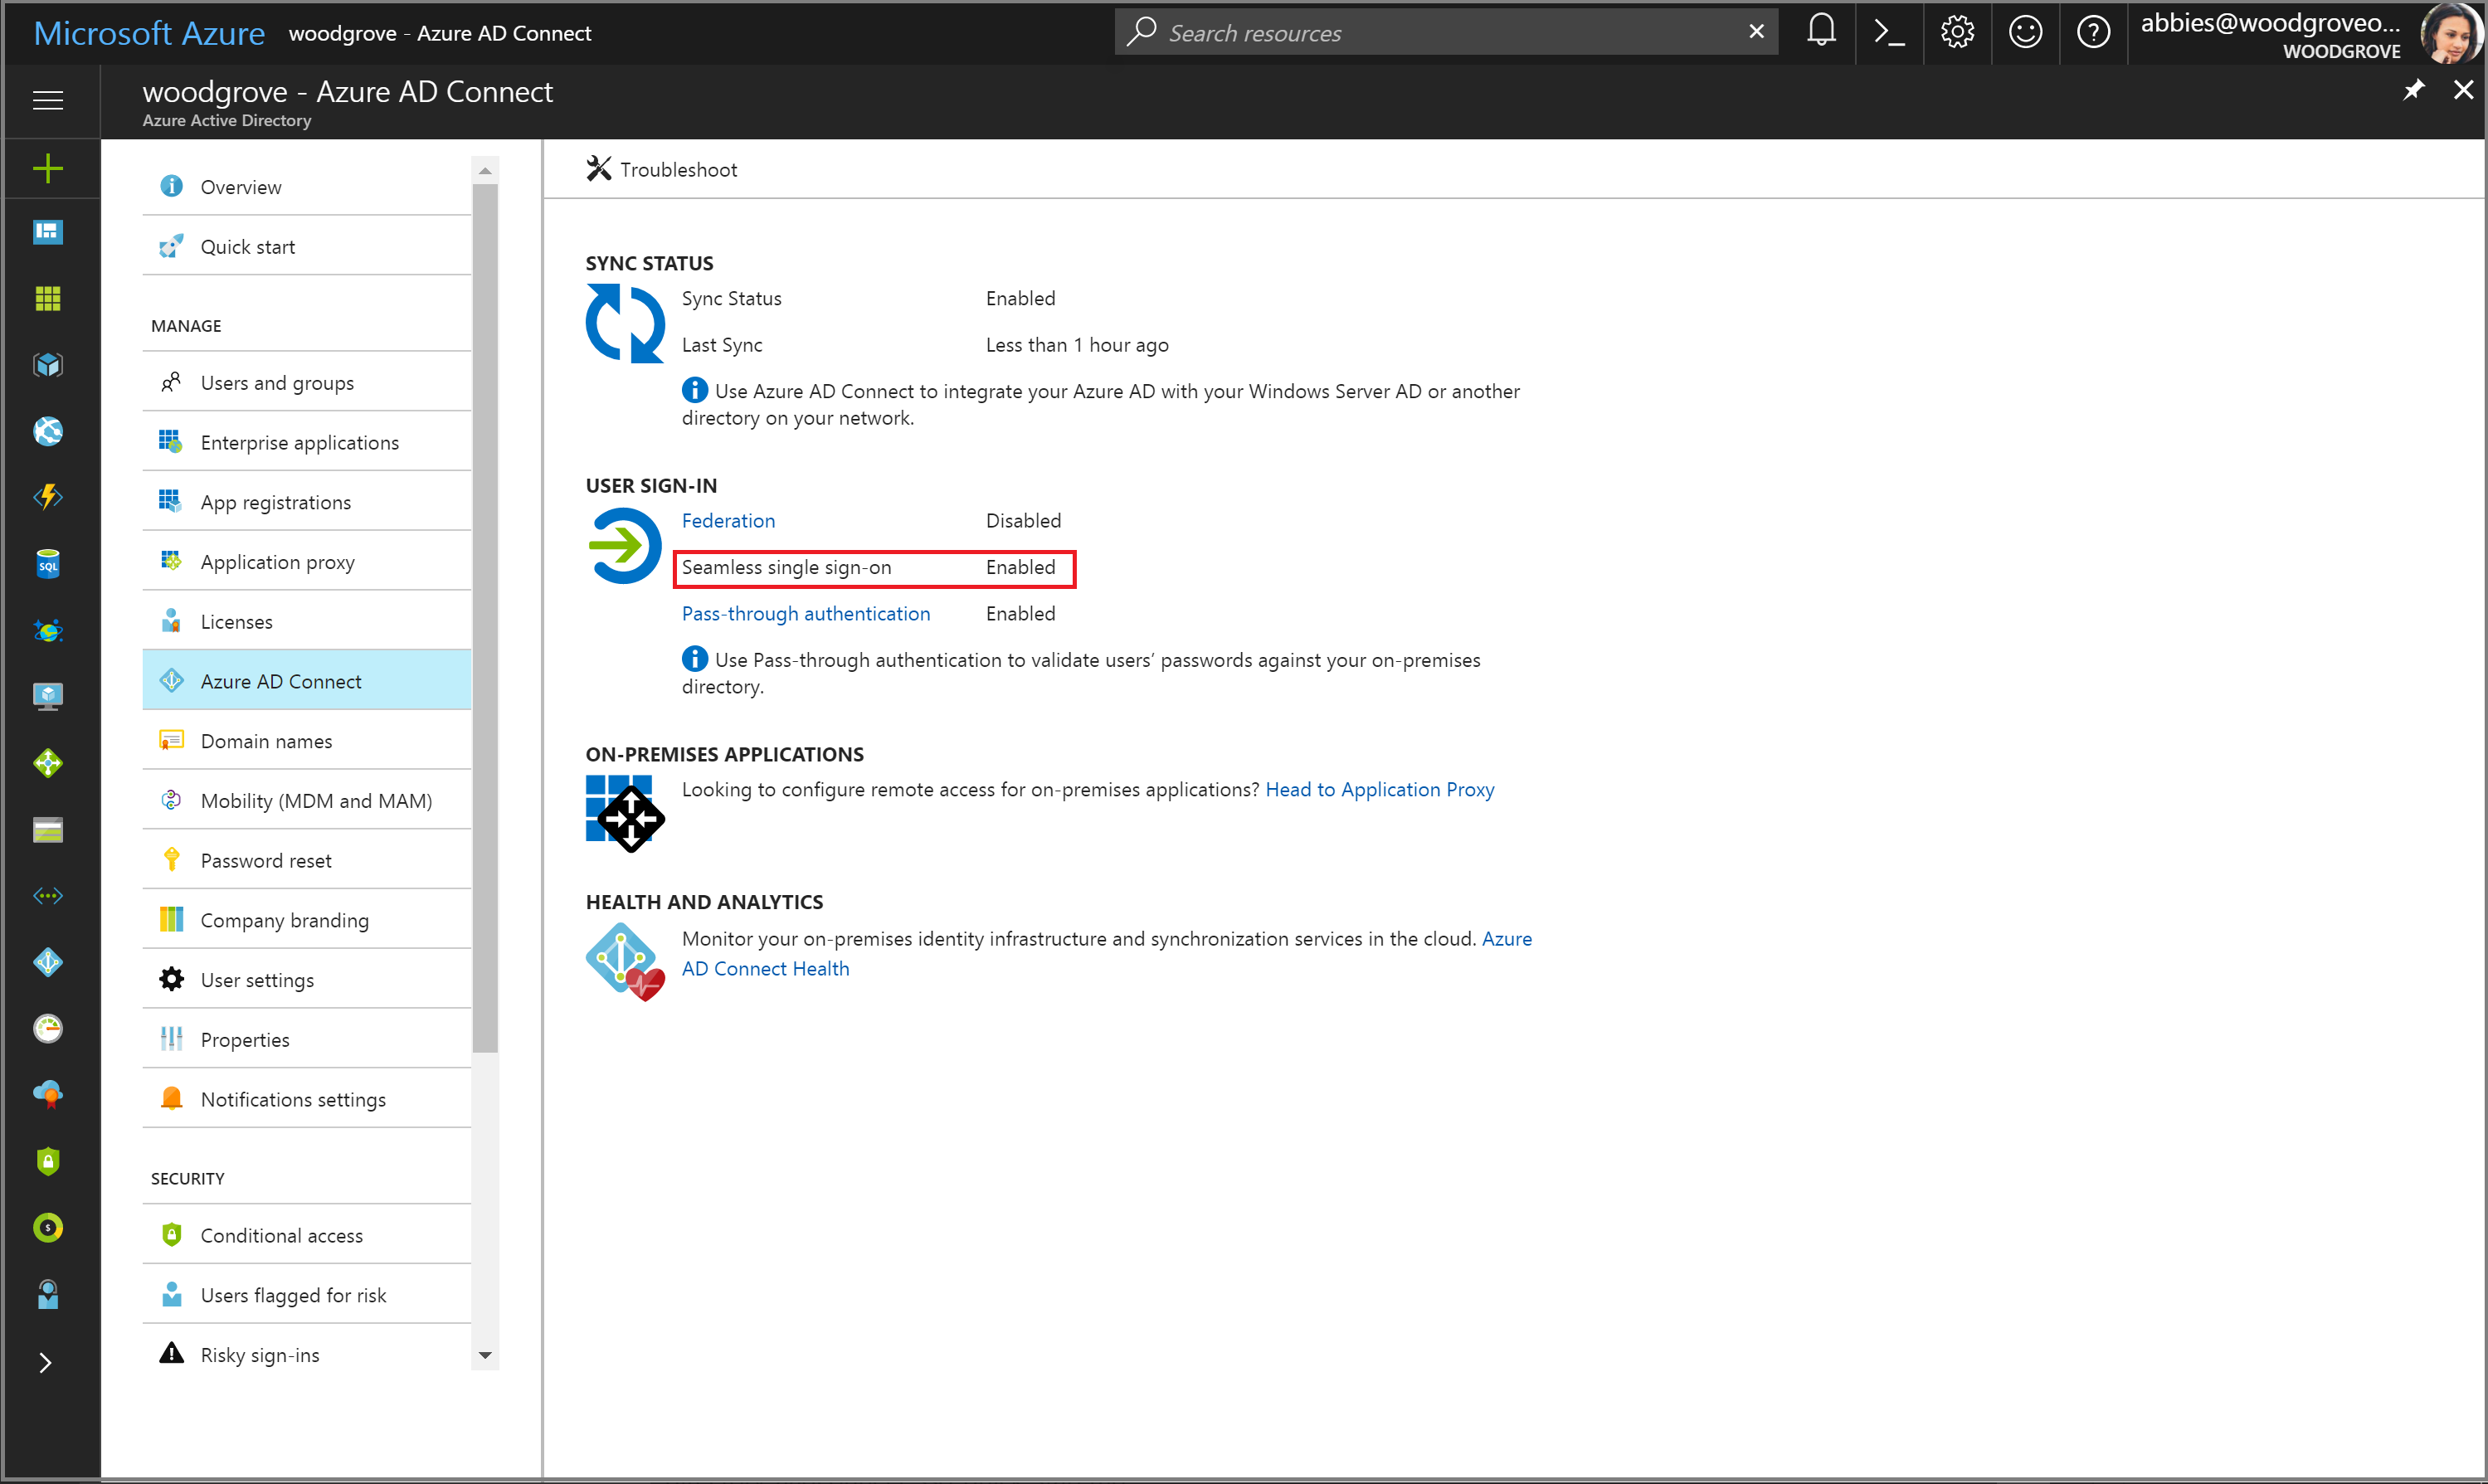 Microsoft Azure woodgrove - Azure AD Connect
Search resources
abbies@woodgroveo...
WOODGROVE
woodgrove - Azure AD Connect
Azure Active Directory
Overview
Quick start
MANAGE
Users and groups
Enterprise applications
App registrations
Application proxy
Licenses
Azure AD Connect
Domain names
Mobility (MDM and MAM)
Password reset
Company branding
User settings
Properties
Notifications settings
SECURITY
Conditional access
Users flagged for risk
Risky sign-ins
SQL
Troubleshoot
SYNC STATUS
Sync Status Enabled
Last Sync Less than 1 hour ago
Use Azure AD Connect to integrate your Azure AD with your Windows Server AD or another
directory on your network.
USER SIGN-IN
Federation Disabled
Seamless single sign-on Enabled
Pass-through authentication Enabled
Use Pass-through authentication to validate users’ passwords against your on-premises
directory.
ON-PREMISES APPLICATIONS
Looking to configure remote access for on-premises applications? Head to Application Proxy
HEALTH AND ANALYTICS
Monitor your on-premises identity infrastructure and synchronization services in the cloud. Azure
AD Connect Health